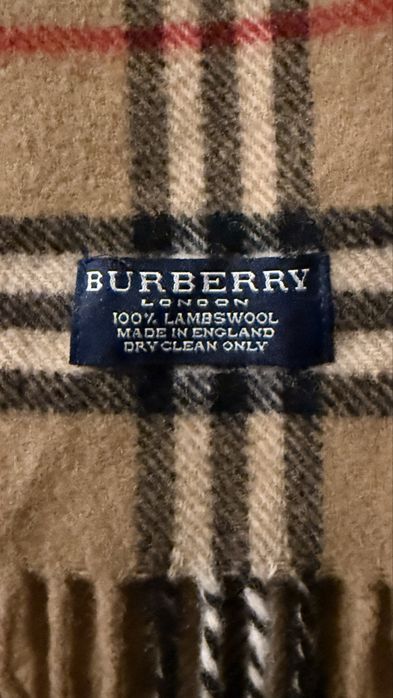 BURBERRY
LONDON
100% LAMBSWOOL
MADE IN ENGLAND
DRY CLEAN ONLY